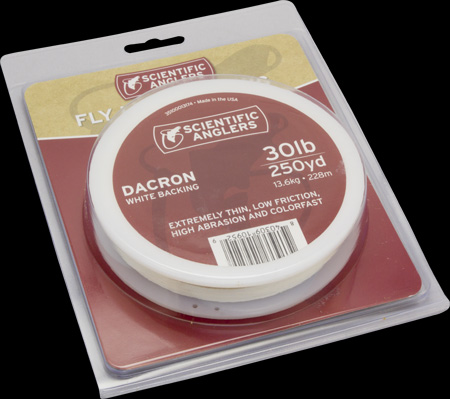 SCIENTIFIC
ANGLERS
FLY
• Made in the USA
SCIENTIFIC
ANGLERS
DACRON
WHITE BACKING
30lb
250yd
13.6kg • 228m
EXTREMELY THIN, LOW FRICTION,
HIGH ABRASION AND COLORFAST